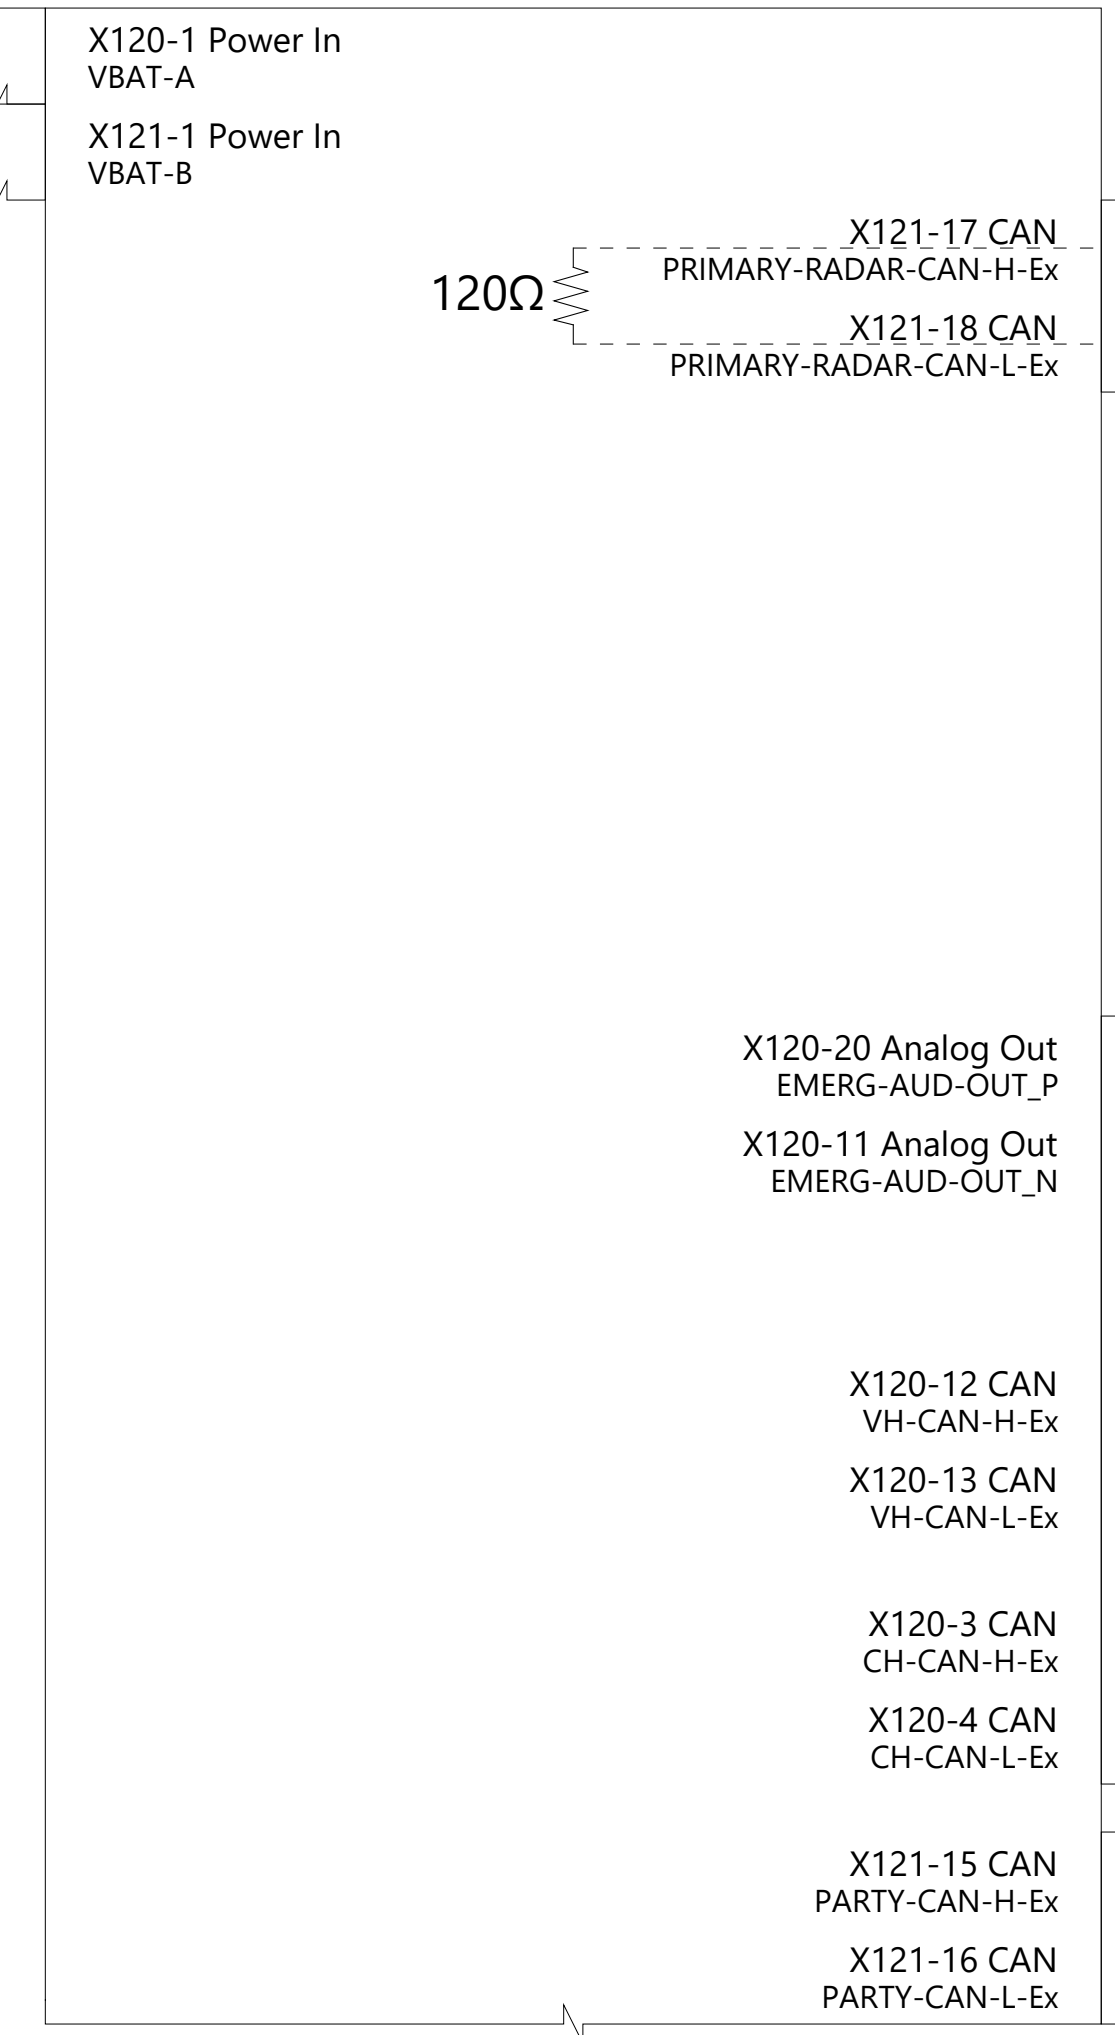 X120-1 Power In
VBAT-A
X121-1 Power In
VBAT-B
X121-17 CAN
PRIMARY-RADAR-CAN-H-Ex
120Ω
X121-18 CAN
PRIMARY-RADAR-CAN-L-Ex
X120-20 Analog Out
EMERG-AUD-OUT_P
X120-11 Analog Out
EMERG-AUD-OUT_N
X120-12 CAN
VH-CAN-H-Ex
X120-13 CAN
VH-CAN-L-Ex
X120-3 CAN
CH-CAN-H-Ex
X120-4 CAN
CH-CAN-L-Ex
X121-15 CAN
PARTY-CAN-H-Ex
X121-16 CAN
PARTY-CAN-L-Ex